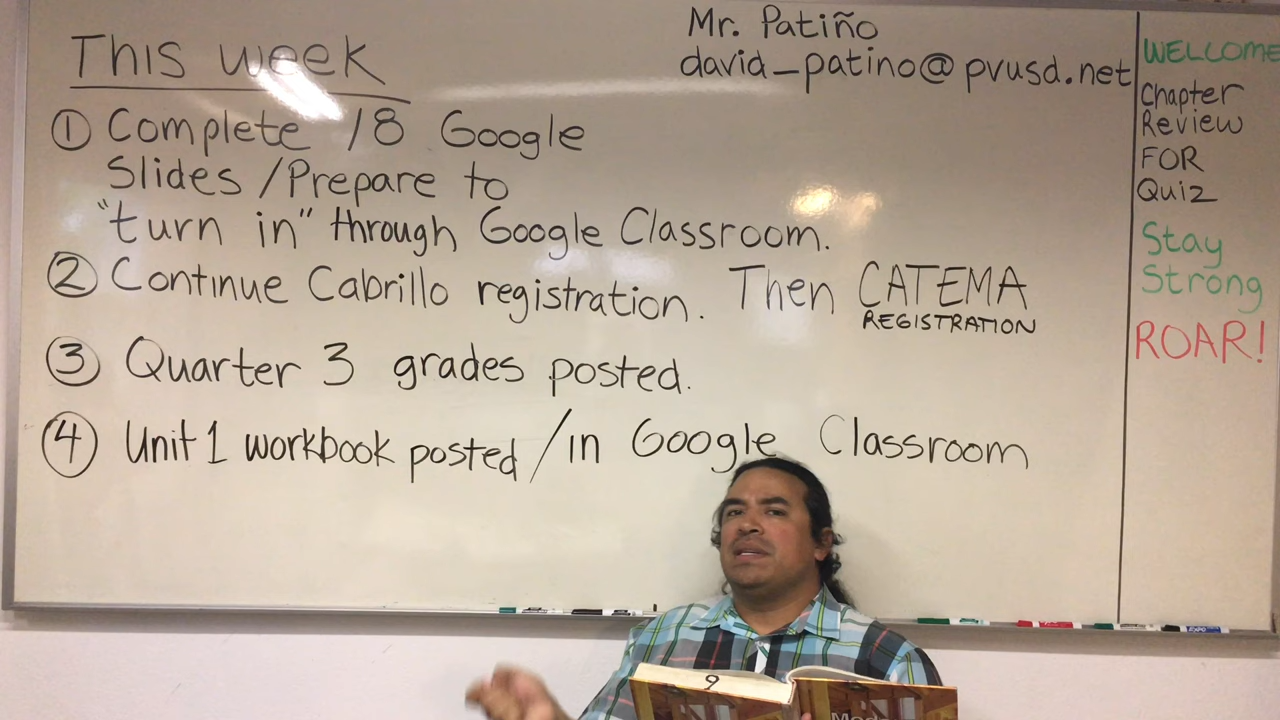 This week
① Complete /8 Google
Slides/Prepare to
"turn in" through Google Classroom.
② Continue Cabrillo registration. Then CATEMA
REGISTRATION
③ Quarter 3 grades posted.
④ Unit 1 workbook posted/in Google Classroom
Mr. Patiño
david_patino@pvusd.net
WELCOME
Chapter
Review
FOR
Quiz
Stay
Strong
ROAR!
9